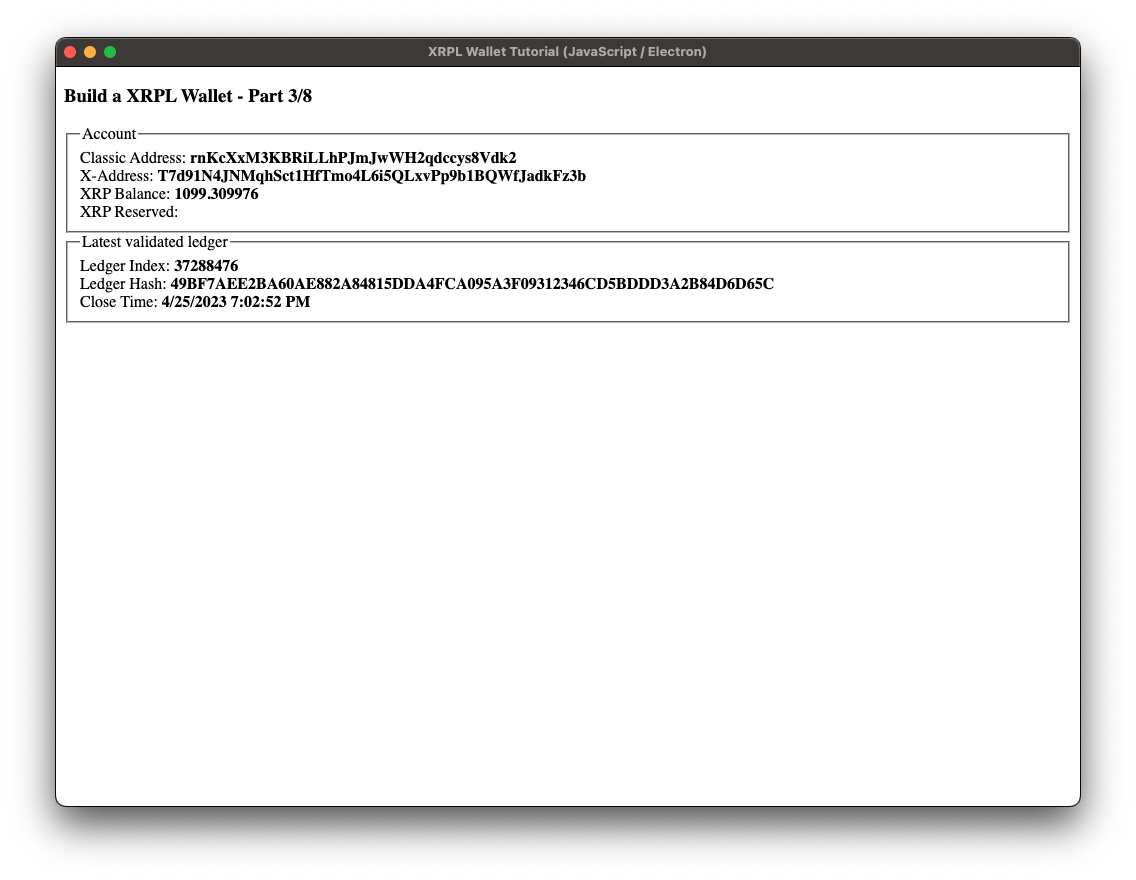 XRPL Wallet Tutorial (JavaScript / Electron)
Build a XRPL Wallet - Part 3/8
Account
Classic Address: rnKcXxM3KBRiLLhPJmJwWH2qdccys8Vdk2
X-Address: T7d91N4JNMqhSct1HfTmo4L6i5QLxvPp9b1BQWfJadkFz3b
XRP Balance: 1099.309976
XRP Reserved:
Latest validated ledger
Ledger Index: 37288476
Ledger Hash: 49BF7AEE2BA60AE882A84815DDA4FCA095A3F09312346CD5BDDD3A2B84D6D65C
Close Time: 4/25/2023 7:02:52 PM